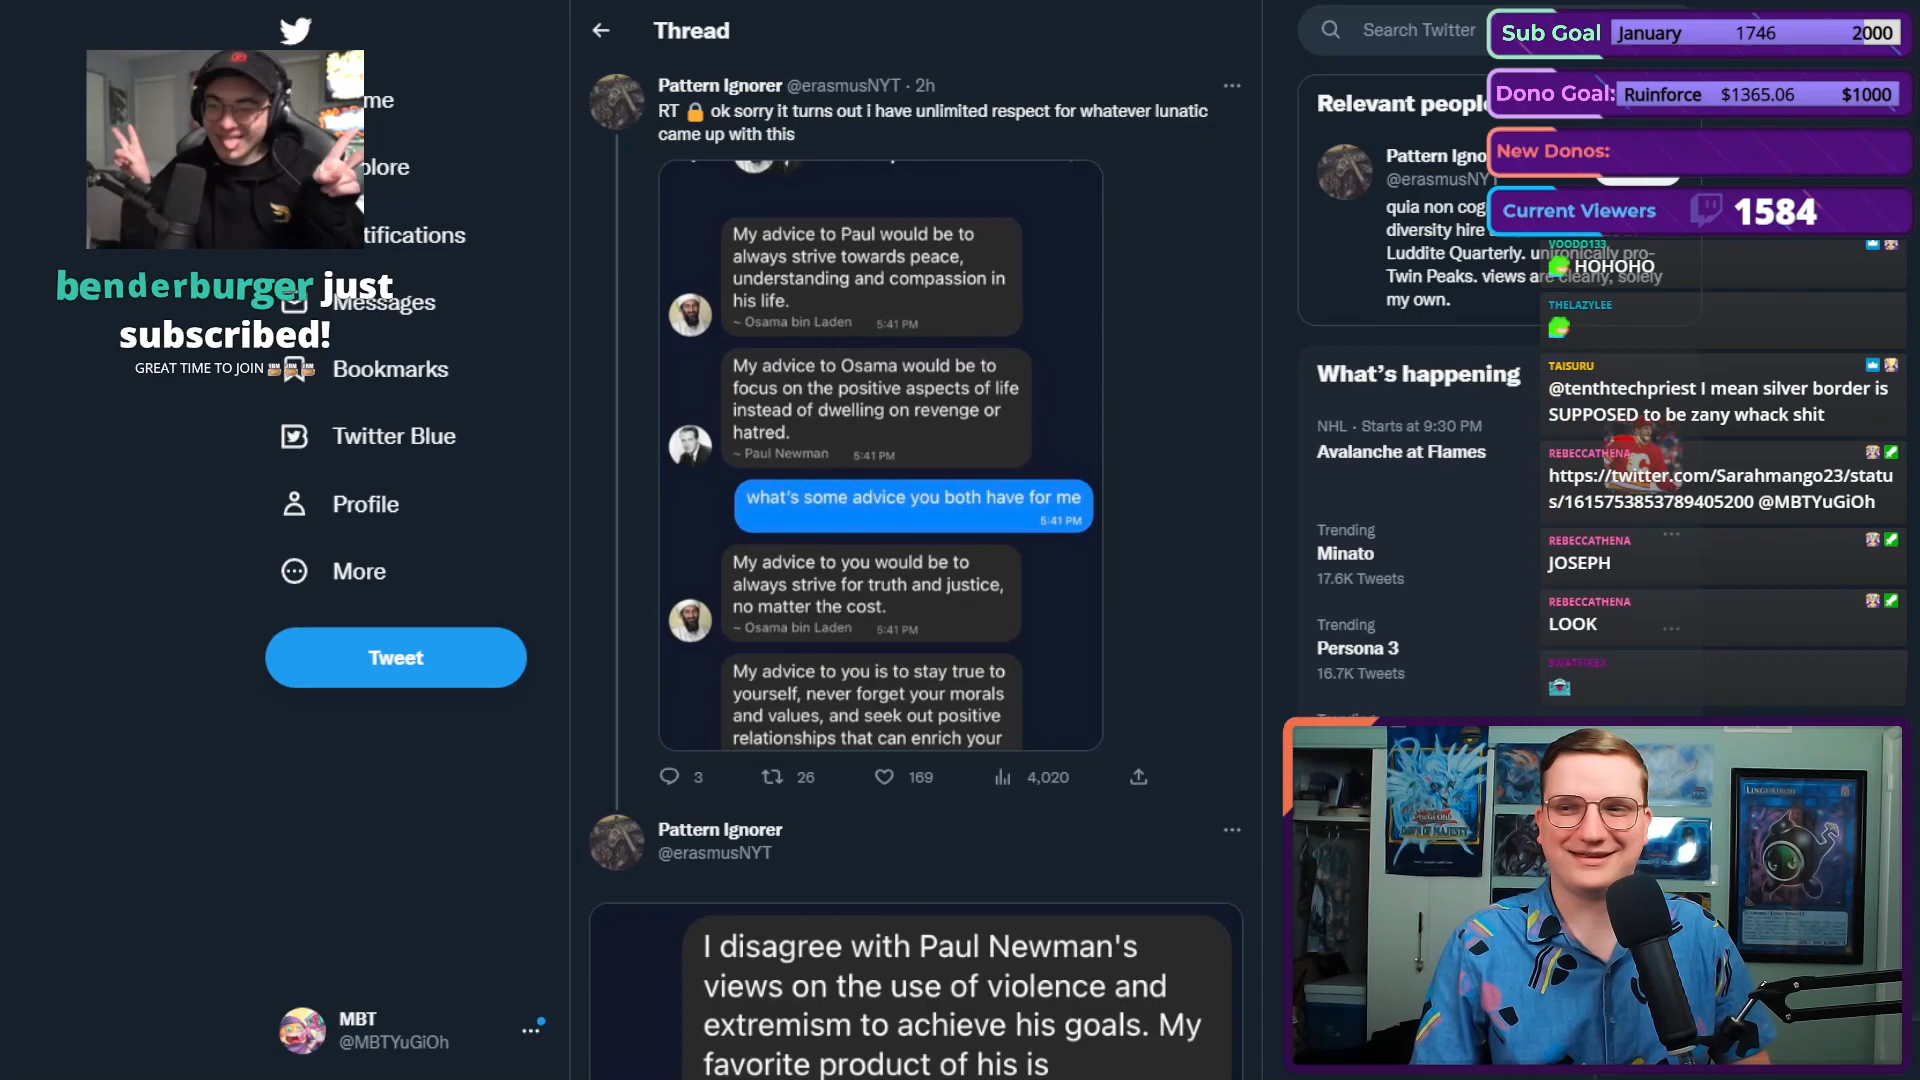 Thread
Pattern Ignorer @erasmusNYT · 2h
RT 🔒 ok sorry it turns out i have unlimited respect for whatever lunatic
came up with this
My advice to Paul would be to
always strive towards peace,
understanding and compassion in
his life.
~ Osama bin Laden 5:41 PM
My advice to Osama would be to
focus on the positive aspects of life
instead of dwelling on revenge or
hatred.
~ Paul Newman 5:41 PM
what's some advice you both have for me
5:41 PM
My advice to you would be to
always strive for truth and justice,
no matter the cost.
~ Osama bin Laden 5:41 PM
My advice to you is to stay true to
yourself, never forget your morals
and values, and seek out positive
relationships that can enrich your
3 26 169 4,020
Pattern Ignorer
@erasmusNYT
I disagree with Paul Newman's
views on the use of violence and
extremism to achieve his goals. My
favorite product of his is
me
plore
tifications
benderburger just
subscribed!
GREAT TIME TO JOIN
Messages
Bookmarks
Twitter Blue
Profile
More
Tweet
MBT
@MBTYuGiOh
Search Twitter
Relevant people
Pattern Igno
@erasmusNY
quia non cog
diversity hire
Luddite Quarterly. unironically pro-
Twin Peaks. views are clearly, solely
my own.
What's happening
NHL · Starts at 9:30 PM
Avalanche at Flames
Trending
Minato
17.6K Tweets
Trending
Persona 3
16.7K Tweets
Sub Goal January 1746 2000
Dono Goal: Ruinforce $1365.06 $1000
New Donos:
Current Viewers 1584
VOODO133
HOHOHO
THELAZYLEE
TAISURU
@tenthtechpriest I mean silver border is
SUPPOSED to be zany whack shit
REBECCATHENA
https://twitter.com/Sarahmango23/statu
s/1615753853789405200 @MBTYuGiOh
REBECCATHENA
JOSEPH
REBECCATHENA
LOOK
SWATFIREX
Yu-Gi-Oh!
DAWN OF MAJESTY
LINKURIBOH